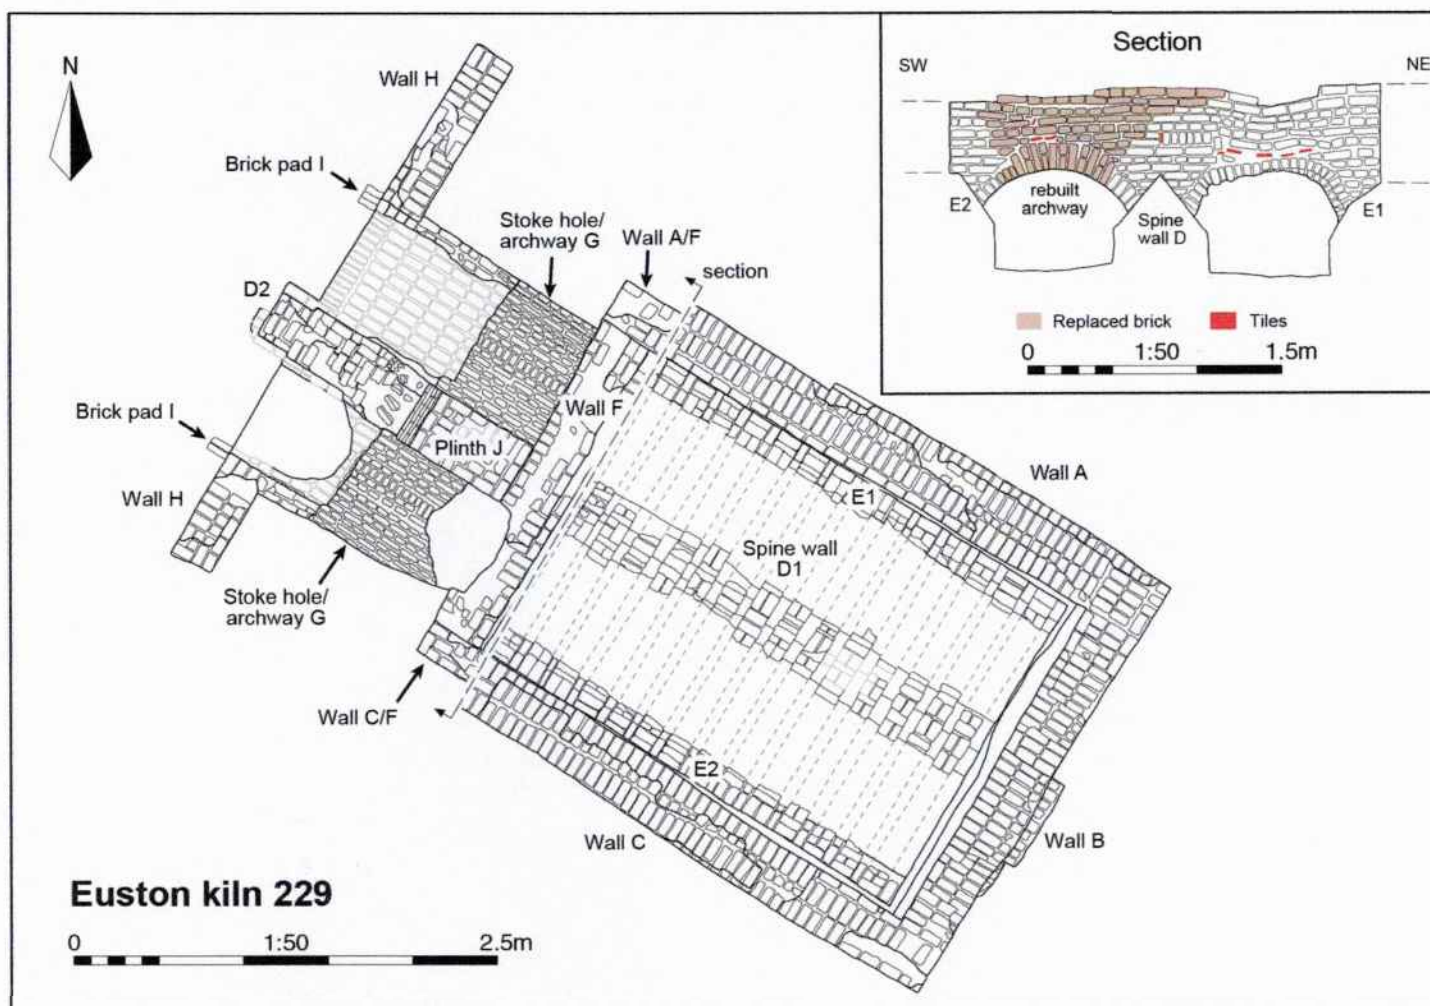 N
Wall H
Brick pad I
Stoke hole/
archway G
Wall A/F
section
D2
Wall F
Brick pad I
Plinth J
Wall H
Stoke hole/
archway G
Wall C/F
E1
Spine wall
D1
Wall A
E2
Wall C
Wall B
Euston kiln 229
0 1:50 2.5m
Section
SW NE
E2 rebuilt
archway
Spine
wall D
E1
Replaced brick Tiles
0 1:50 1.5m